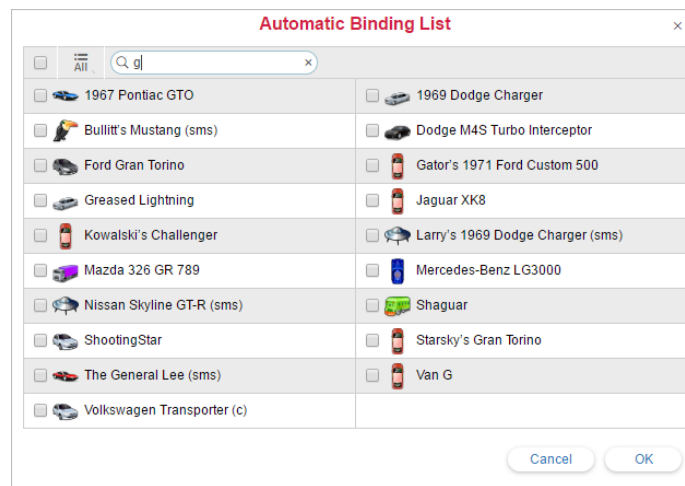 Automatic Binding List
×
All
g
×
1967 Pontiac GTO
1969 Dodge Charger
Bullitt's Mustang (sms)
Dodge M4S Turbo Interceptor
Ford Gran Torino
Gator's 1971 Ford Custom 500
Greased Lightning
Jaguar XK8
Kowalski's Challenger
Larry's 1969 Dodge Charger (sms)
Mazda 326 GR 789
Mercedes-Benz LG3000
Nissan Skyline GT-R (sms)
Shaguar
ShootingStar
Starsky's Gran Torino
The General Lee (sms)
Van G
Volkswagen Transporter (c)
Cancel
OK